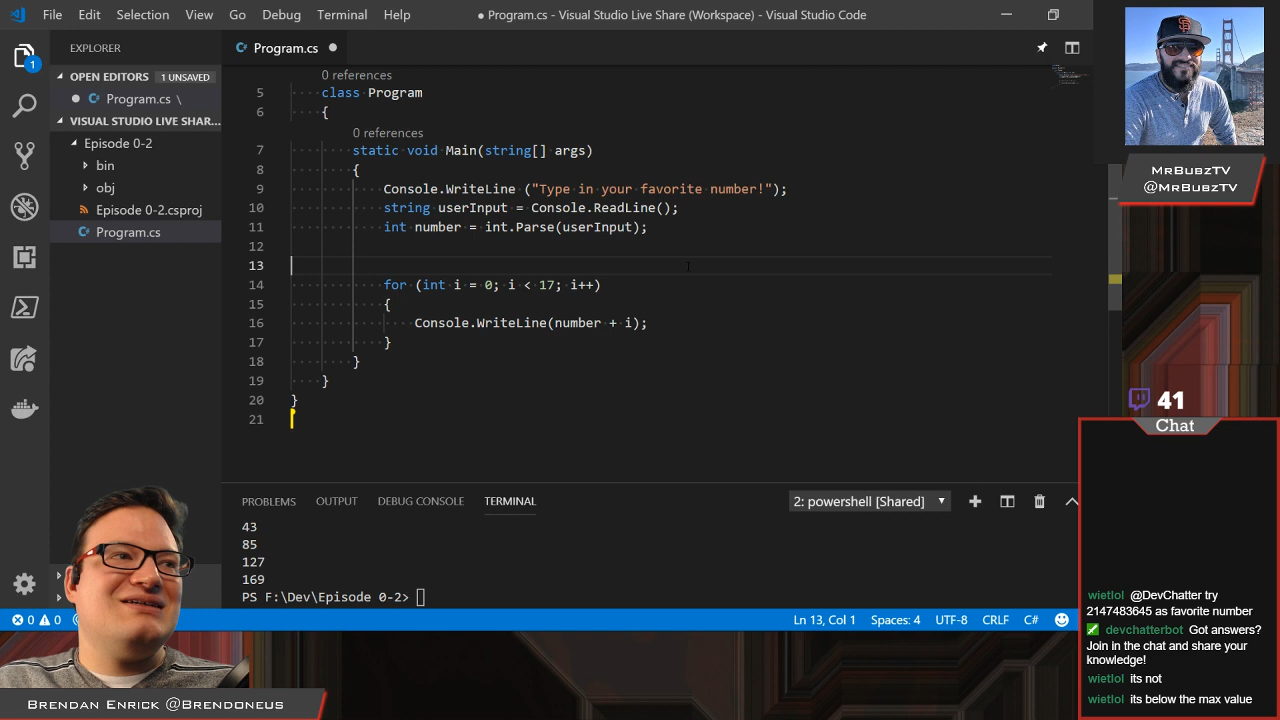 File Edit Selection View Go Debug Terminal Help
● Program.cs - Visual Studio Live Share (Workspace) - Visual Studio Code
EXPLORER
OPEN EDITORS 1 UNSAVED
Program.cs \
VISUAL STUDIO LIVE SHAR...
Episode 0-2
bin
obj
Episode 0-2.csproj
Program.cs
1
Program.cs
0 references
5 class Program
6 {
0 references
7 static void Main(string[] args)
8 {
9 Console.WriteLine ("Type in your favorite number!");
10 string userInput = Console.ReadLine();
11 int number = int.Parse(userInput);
12
13
14 for (int i = 0; i < 17; i++)
15 {
16 Console.WriteLine(number + i);
17 }
18 }
19 }
20 }
21
PROBLEMS OUTPUT DEBUG CONSOLE TERMINAL
2: powershell [Shared]
43
85
127
169
PS F:\Dev\Episode 0-2>
0 0
Ln 13, Col 1 Spaces: 4 UTF-8 CRLF C#
MrBubzTV
@MrBubzTV
41
Chat
wietlol @DevChatter try
2147483645 as favorite number
devchatterbot Got answers?
Join in the chat and share your
knowledge!
wietlol its not
wietlol its below the max value
Brendan Enrick @Brendoneus